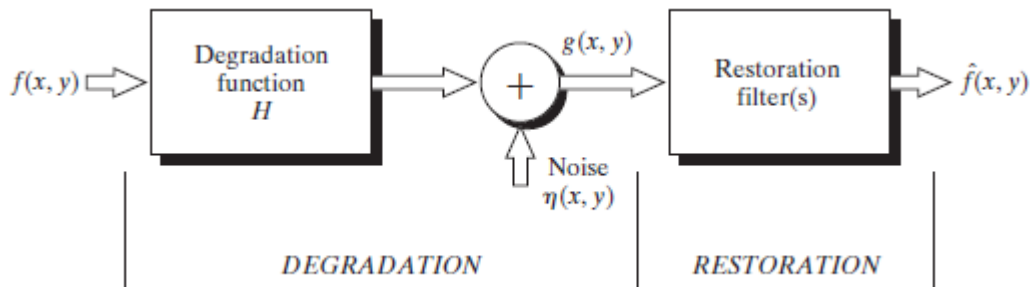 f(x, y)
Degradation
function
H
+
g(x, y)
Noise
η(x, y)
Restoration
filter(s)
f̂(x, y)
DEGRADATION
RESTORATION